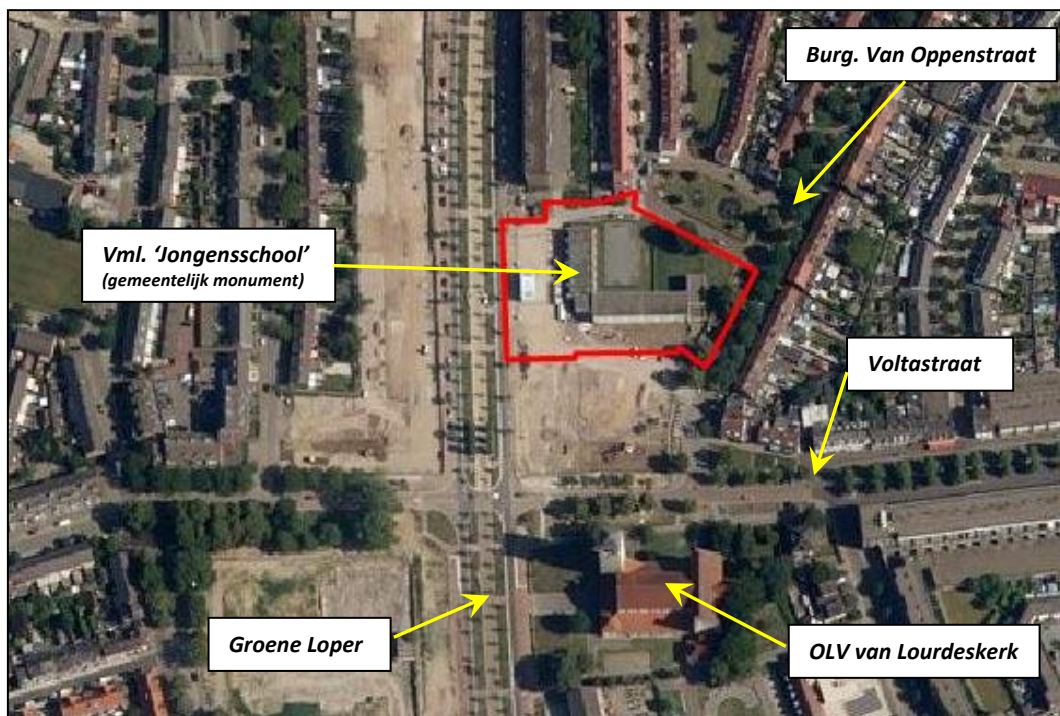 Burg. Van Oppenstraat
Vml. ‘Jongensschool’
(gemeentelijk monument)
Voltastraat
Groene Loper
OLV van Lourdeskerk